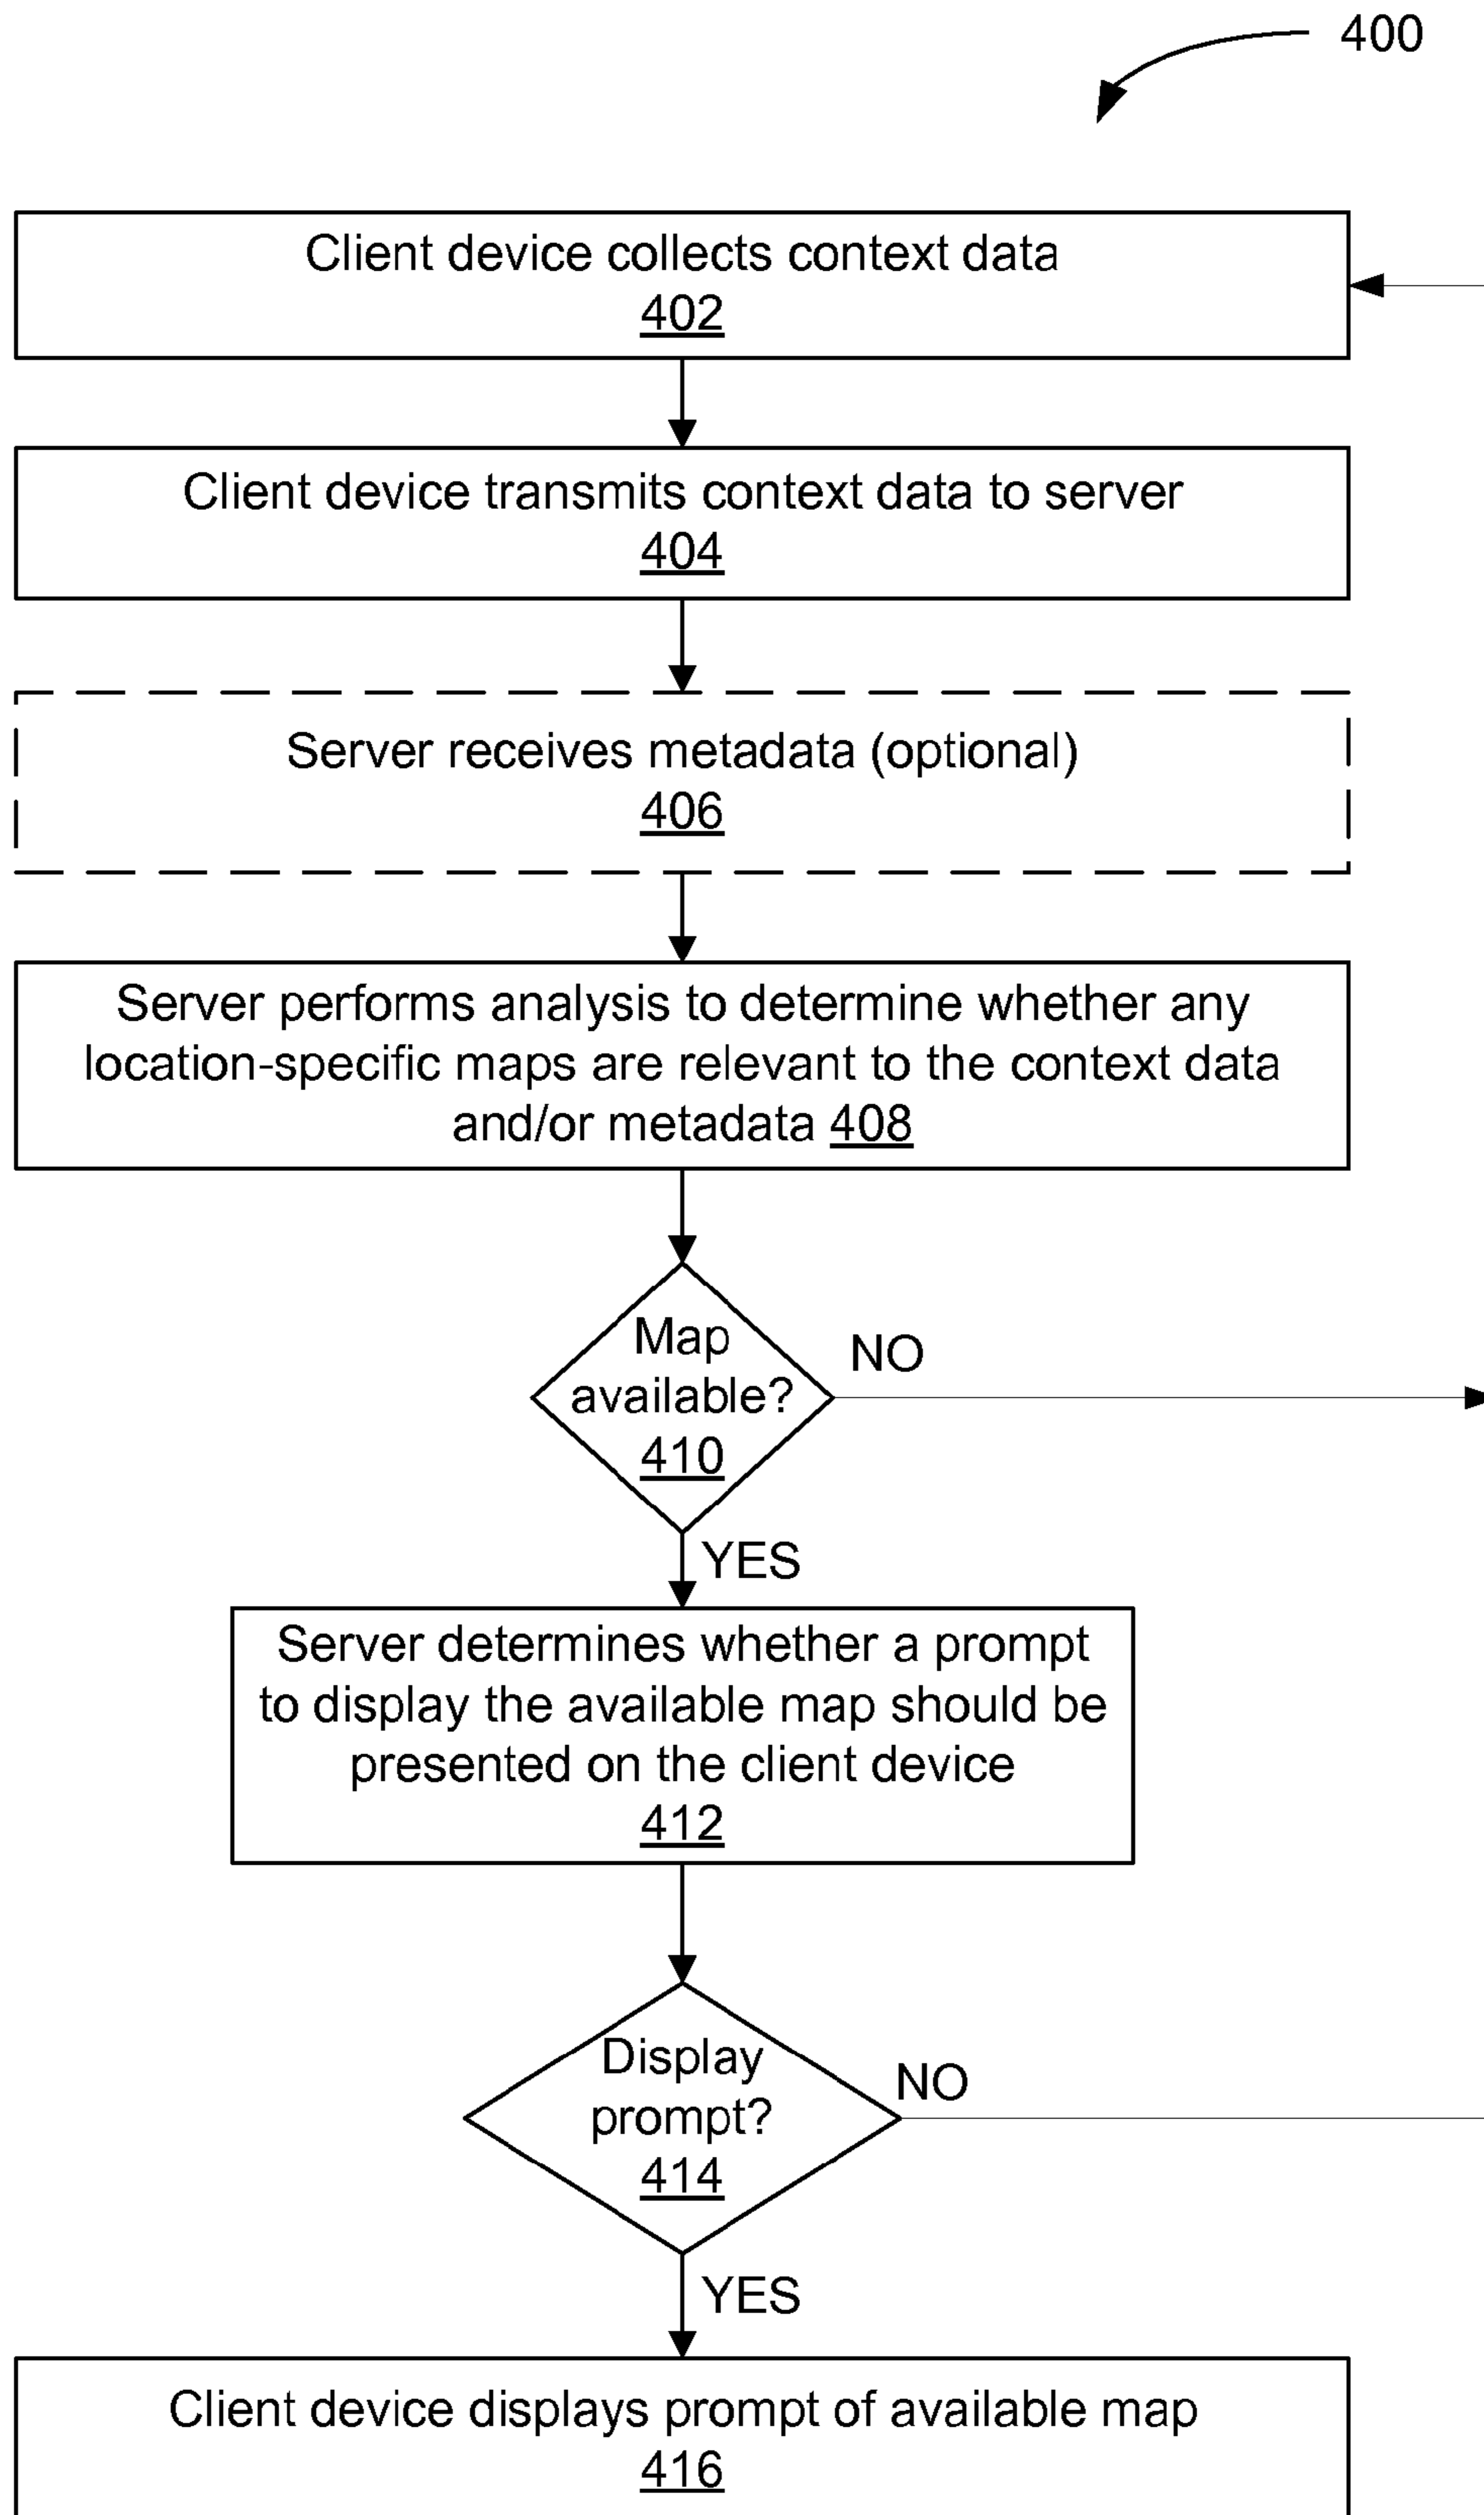 400
Client device collects context data
402
Client device transmits context data to server
404
Server receives metadata (optional)
406
Server performs analysis to determine whether any
location-specific maps are relevant to the context data
and/or metadata 408
Map
available?
410
NO
YES
Server determines whether a prompt
to display the available map should be
presented on the client device
412
Display
prompt?
414
NO
YES
Client device displays prompt of available map
416